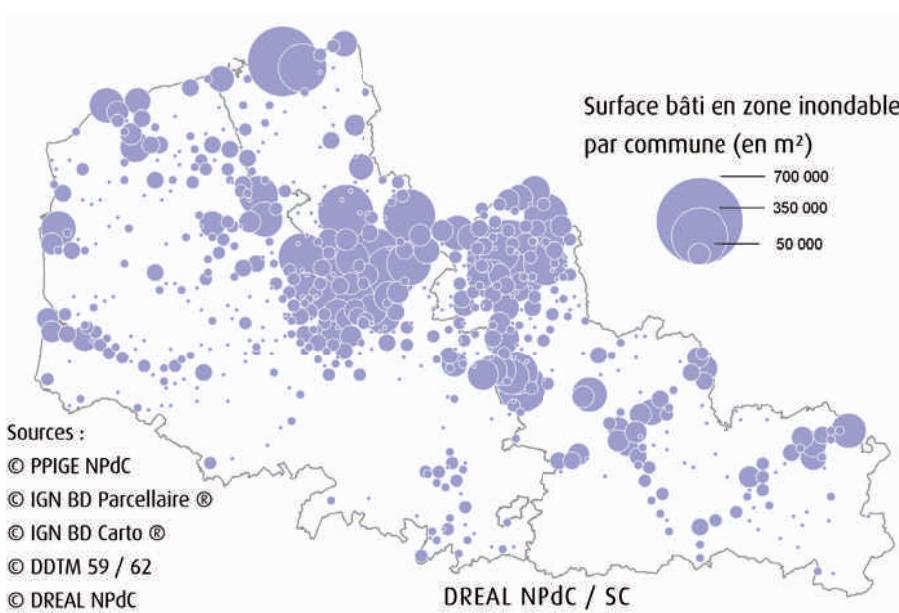 Surface bâti en zone inondable
par commune (en m²)
700 000
350 000
50 000
Sources :
© PPIGE NPdC
© IGN BD Parcellaire ®
© IGN BD Carto ®
© DDTM 59 / 62
© DREAL NPdC
DREAL NPdC / SC